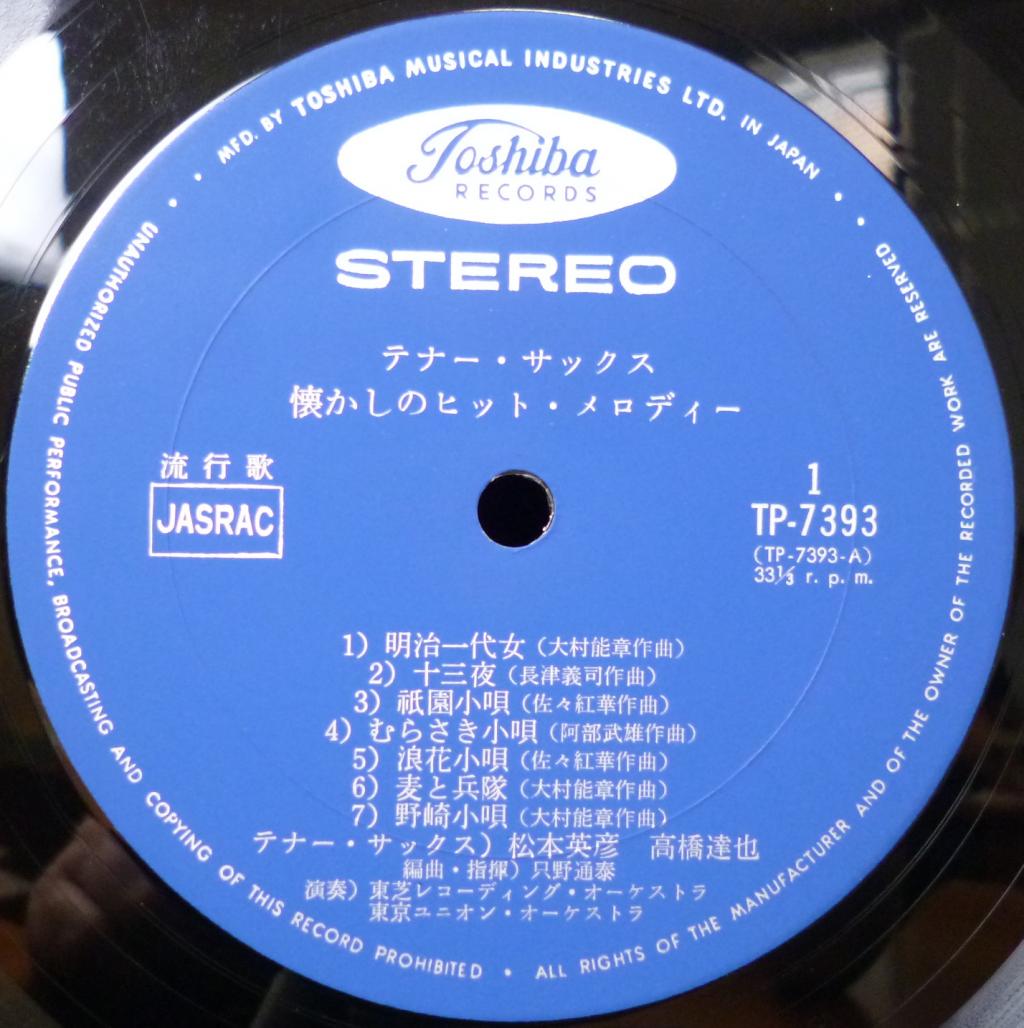 MFD. BY TOSHIBA MUSICAL INDUSTRIES LTD. IN JAPAN
Toshiba
RECORDS
STEREO
テナー・サックス
懐かしのヒット・メロディー
流行歌
JASRAC
1
TP-7393
(TP-7393-A)
33⅓ r. p. m.
1) 明治一代女 (大村能章作曲)
2) 十三夜 (長津義司作曲)
3) 祇園小唄 (佐々紅華作曲)
4) むらさき小唄 (阿部武雄作曲)
5) 浪花小唄 (佐々紅華作曲)
6) 麦と兵隊 (大村能章作曲)
7) 野崎小唄 (大村能章作曲)
テナー・サックス) 松本英彦 高橋達也
編曲・指揮) 只野通泰
演奏) 東芝レコーディング・オーケストラ
東京ユニオン・オーケストラ
UNAUTHORIZED PUBLIC PERFORMANCE, BROADCASTING AND COPYING OF THIS RECORD PROHIBITED • ALL RIGHTS OF THE MANUFACTURER AND OF THE OWNER OF THE RECORDED WORK ARE RESERVED